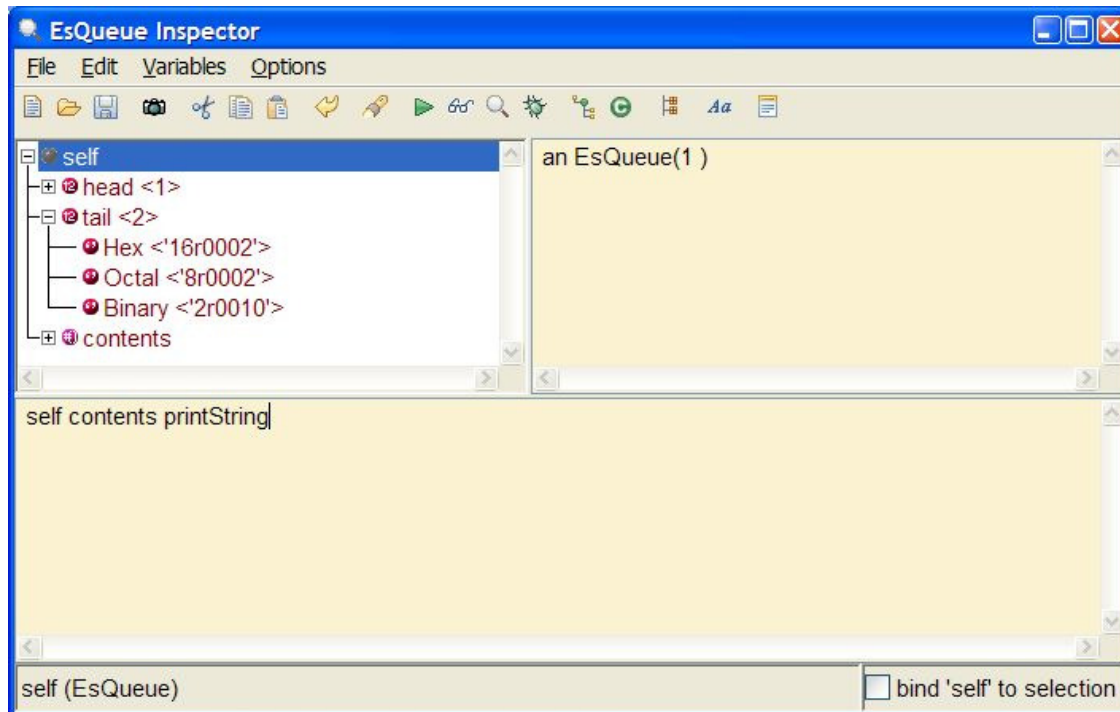 EsQueue Inspector
File Edit Variables Options
Aa
self
head <1>
tail <2>
Hex <'16r0002'>
Octal <'8r0002'>
Binary <'2r0010'>
contents
an EsQueue(1 )
self contents printString
self (EsQueue)
bind 'self' to selection